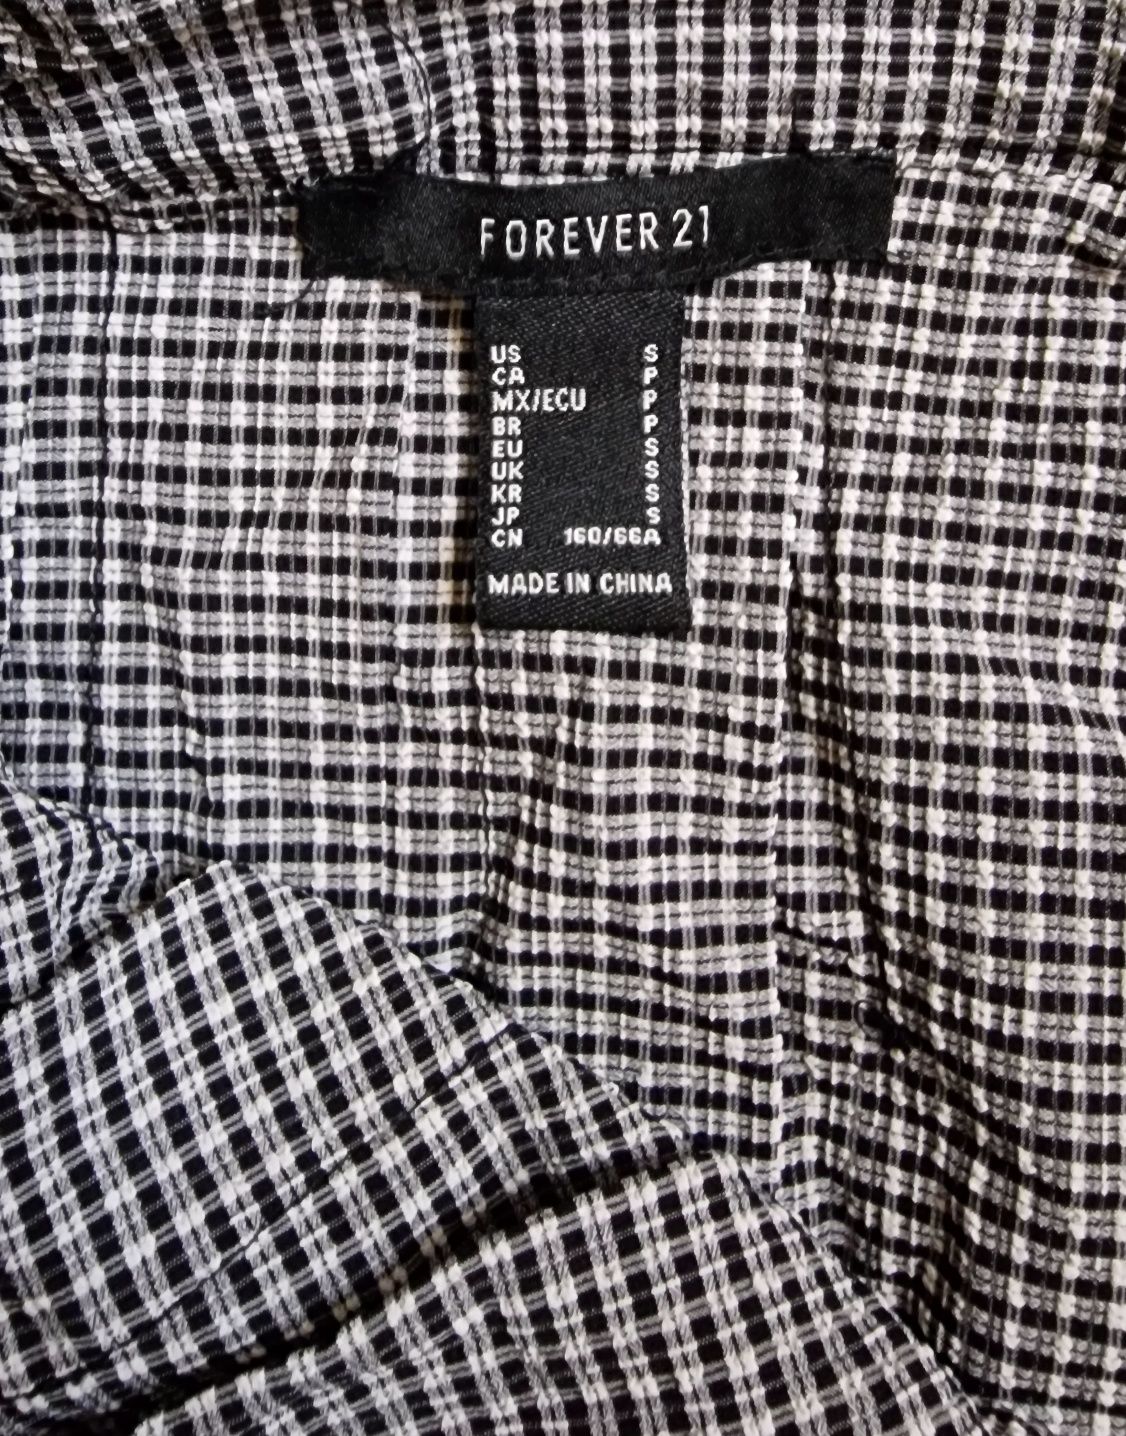 FOREVER 21
US S
CA P
MX/ECU P
BR P
EU S
UK S
KR S
JP S
CN 160/66A
MADE IN CHINA